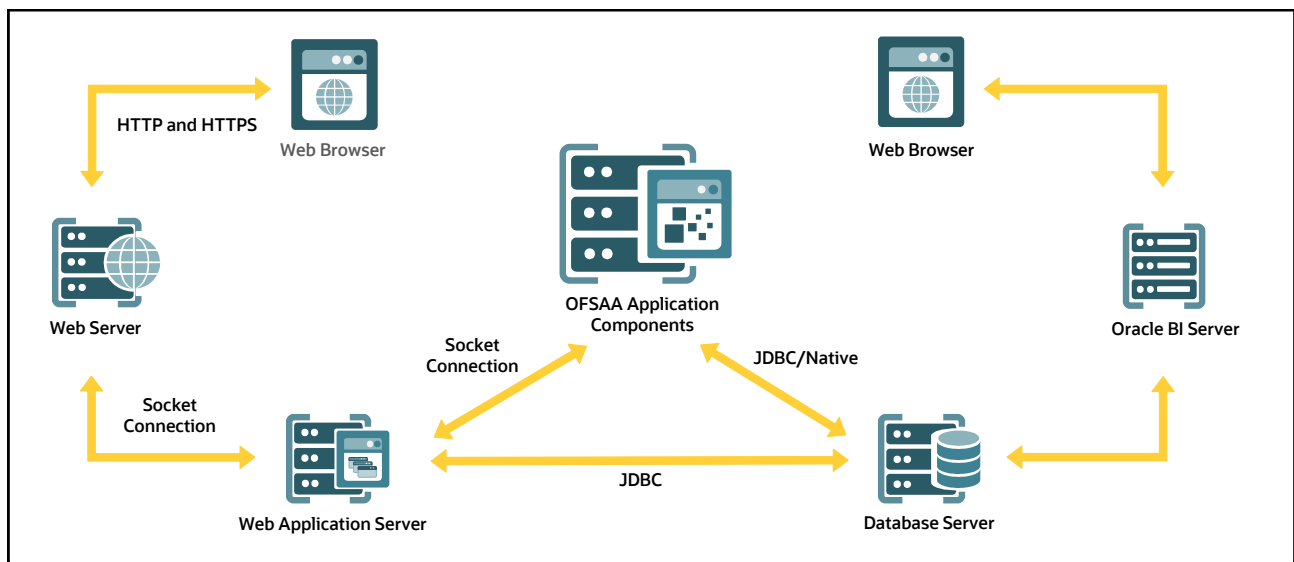 HTTP and HTTPS
Web Browser
Web Browser
Web Server
OFSAA Application
Components
Oracle BI Server
Socket
Connection
JDBC/Native
Socket
Connection
JDBC
Web Application Server
Database Server